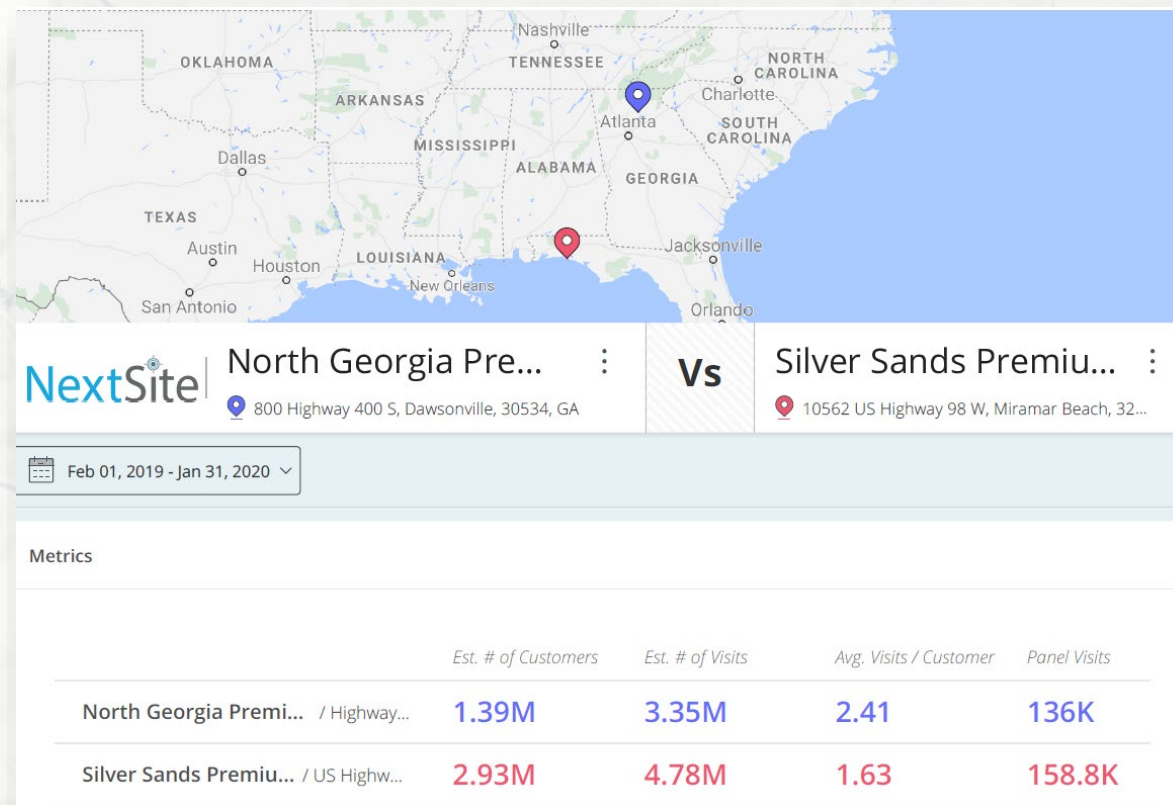 Nashville
OKLAHOMA
TENNESSEE
NORTH
CAROLINA
ARKANSAS
Charlotte
Atlanta
SOUTH
CAROLINA
MISSISSIPPI
Dallas
ALABAMA
GEORGIA
TEXAS
Austin
Jacksonville
LOUISIANA
Houston
New Orleans
San Antonio
Orlando
NextSite
North Georgia Pre...
800 Highway 400 S, Dawsonville, 30534, GA
Vs
Silver Sands Premiu...
10562 US Highway 98 W, Miramar Beach, 32...
Feb 01, 2019 - Jan 31, 2020
Metrics
Est. # of Customers Est. # of Visits Avg. Visits / Customer Panel Visits
North Georgia Premi... / Highway... 1.39M 3.35M 2.41 136K
Silver Sands Premiu... / US Highw... 2.93M 4.78M 1.63 158.8K